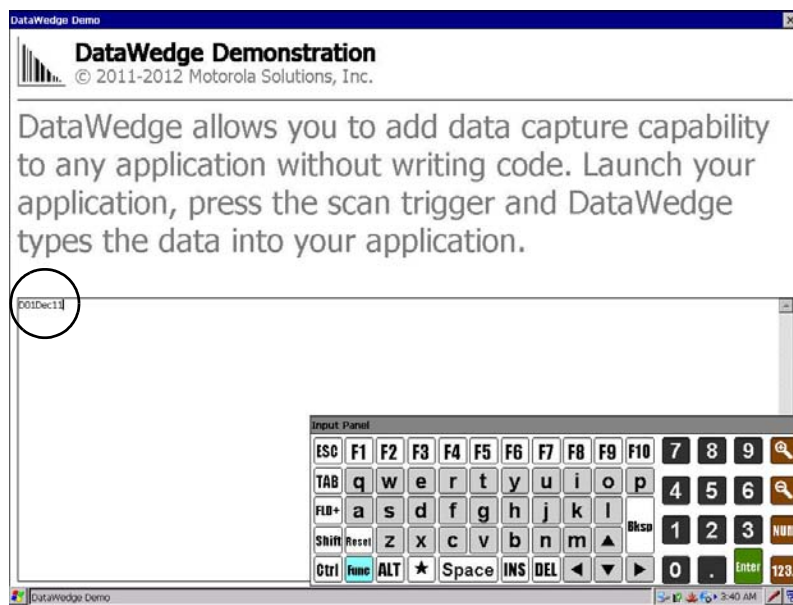 DataWedge Demo
DataWedge Demonstration
© 2011-2012 Motorola Solutions, Inc.
DataWedge allows you to add data capture capability
to any application without writing code. Launch your
application, press the scan trigger and DataWedge
types the data into your application.
D01Dec11
Input Panel
ESC F1 F2 F3 F4 F5 F6 F7 F8 F9 F10 7 8 9
TAB q w e r t y u i o p 4 5 6
FLD+ a s d f g h j k l Bksp
Shift Reset z x c v b n m 1 2 3 NUM
Ctrl Func ALT ★ Space INS DEL 0 . Enter 123.
DataWedge Demo 3:40 AM